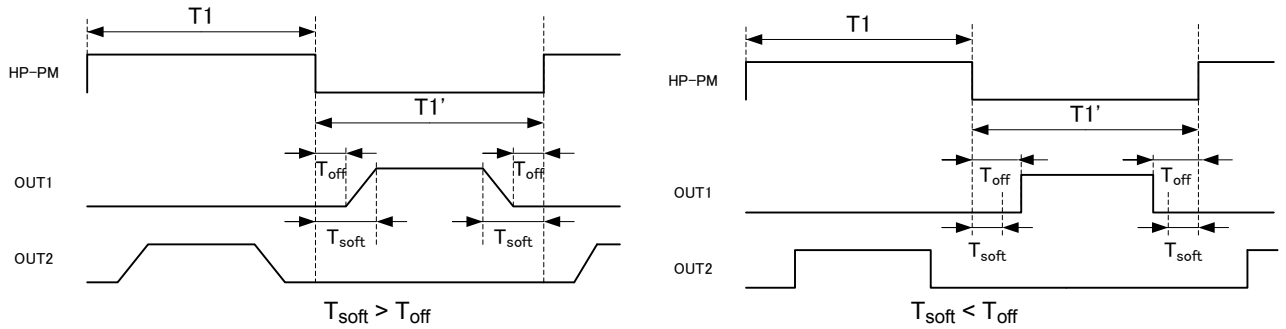 T1
HP-PM
T1'
Toff
Toff
OUT1
Tsoft
Tsoft
OUT2
Tsoft > Toff
T1
HP-PM
T1'
Toff
Toff
OUT1
Tsoft
Tsoft
OUT2
Tsoft < Toff